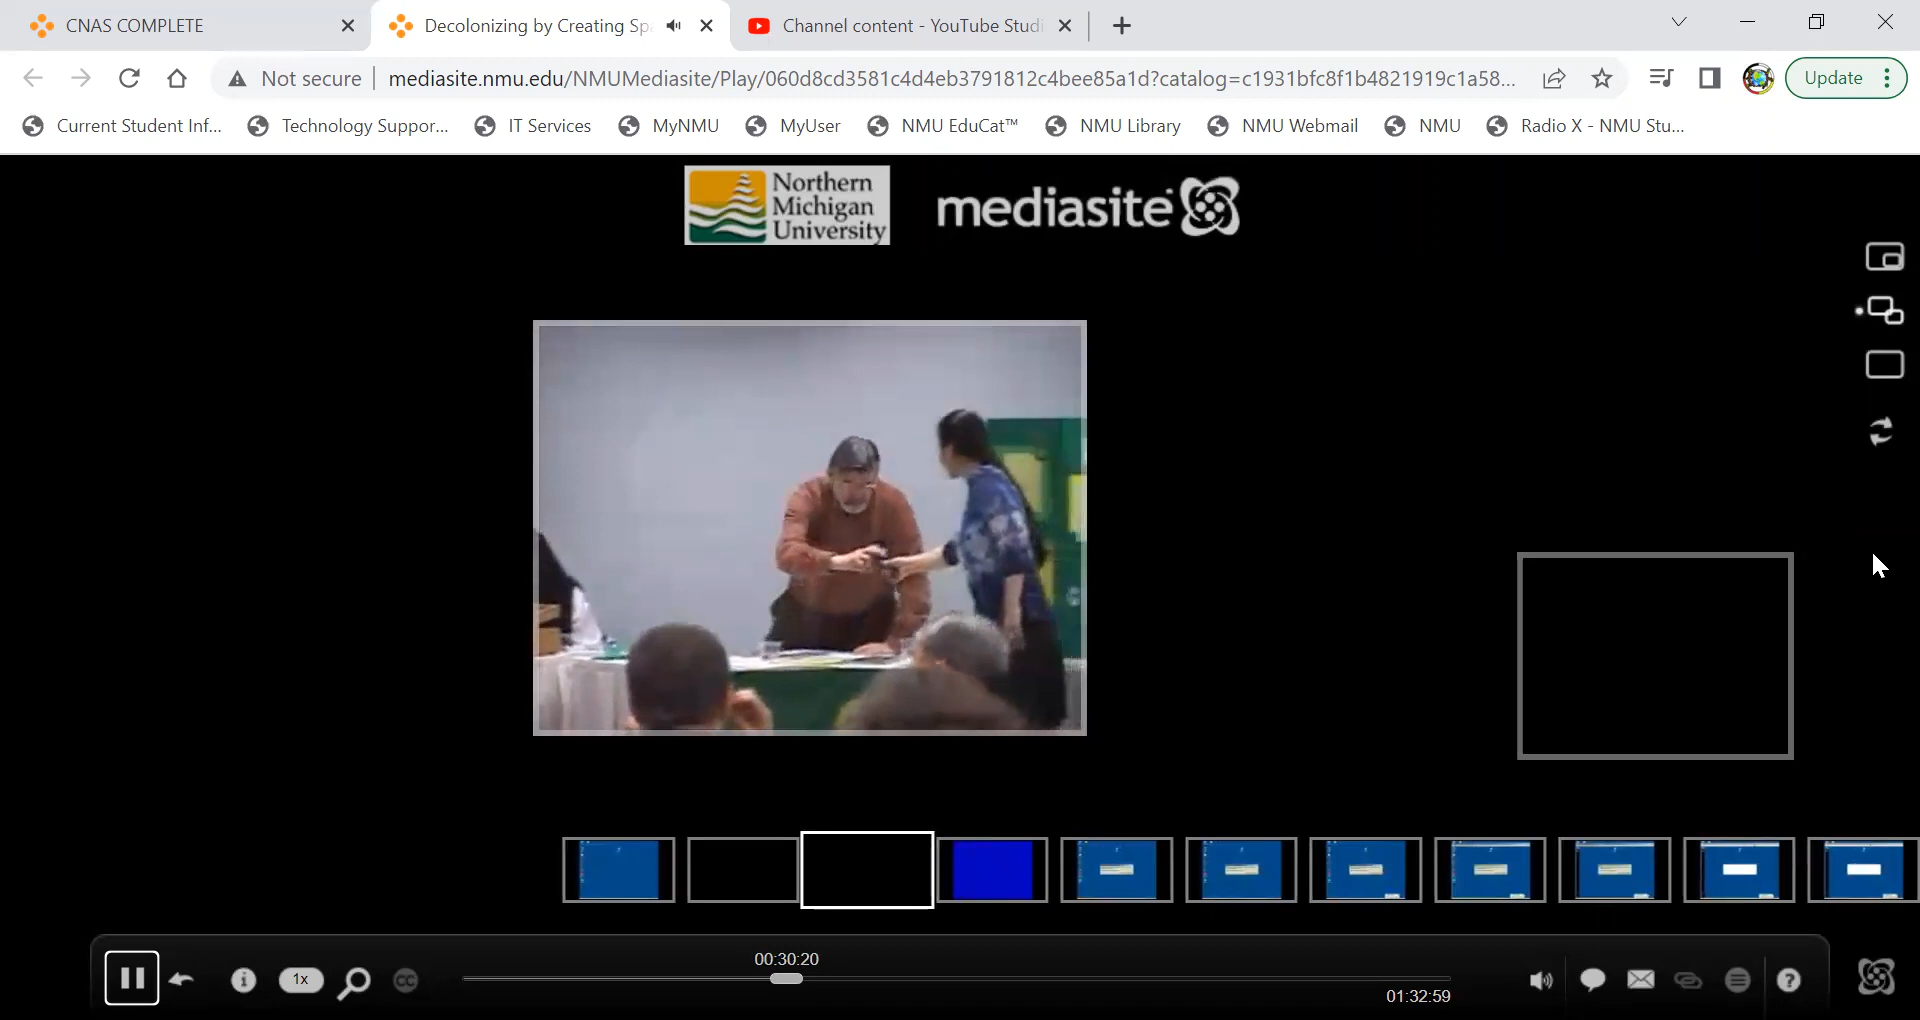 CNAS COMPLETE
Decolonizing by Creating Sp
Channel content - YouTube Studi
Not secure
mediasite.nmu.edu/NMUMediasite/Play/060d8cd3581c4d4eb3791812c4bee85a1d?catalog=c1931bfc8f1b4821919c1a58...
Update
Current Student Inf...
Technology Suppor...
IT Services
MyNMU
MyUser
NMU EduCat™
NMU Library
NMU Webmail
NMU
Radio X - NMU Stu...
Northern
Michigan
University
mediasite
00:30:20
1x
CC
01:32:59